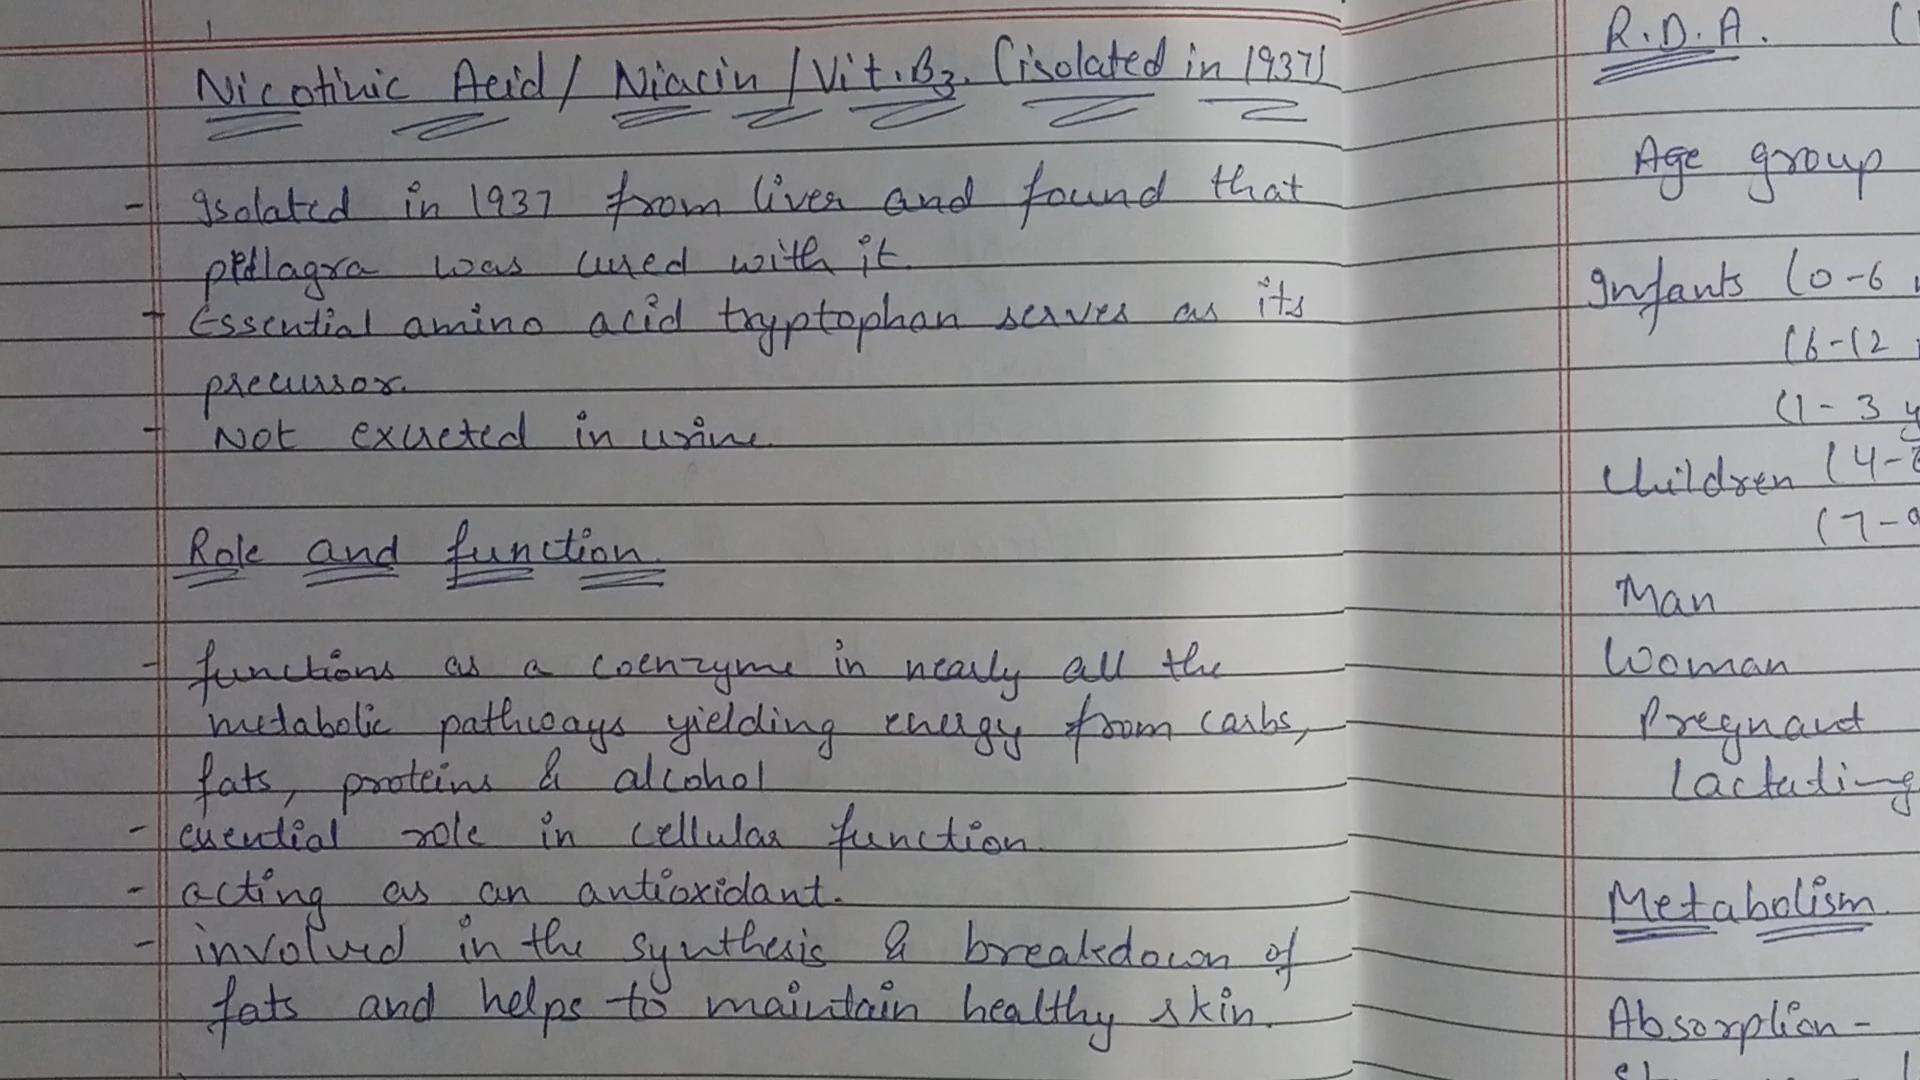 Nicotinic Acid/ Niacin /Vit.B3. (isolated in 1937)
- Isolated in 1937 from liver and found that
pellagra was cured with it.
- Essential amino acid tryptophan serves as its
precursor.
- Not excreted in urine.
Role and function
- functions as a coenzyme in nearly all the
metabolic pathways yielding energy from carbs,
fats, proteins & alcohol
- essential role in cellular function.
- acting as an antioxidant.
- involved in the synthesis & breakdown of
fats and helps to maintain healthy skin.
R.D.A. (
Age group
Infants (0-6
(6-12
(1-3 y
Children (4-
(7-9
Man
Woman
Pregnant
Lactating
Metabolism.
Absorption-